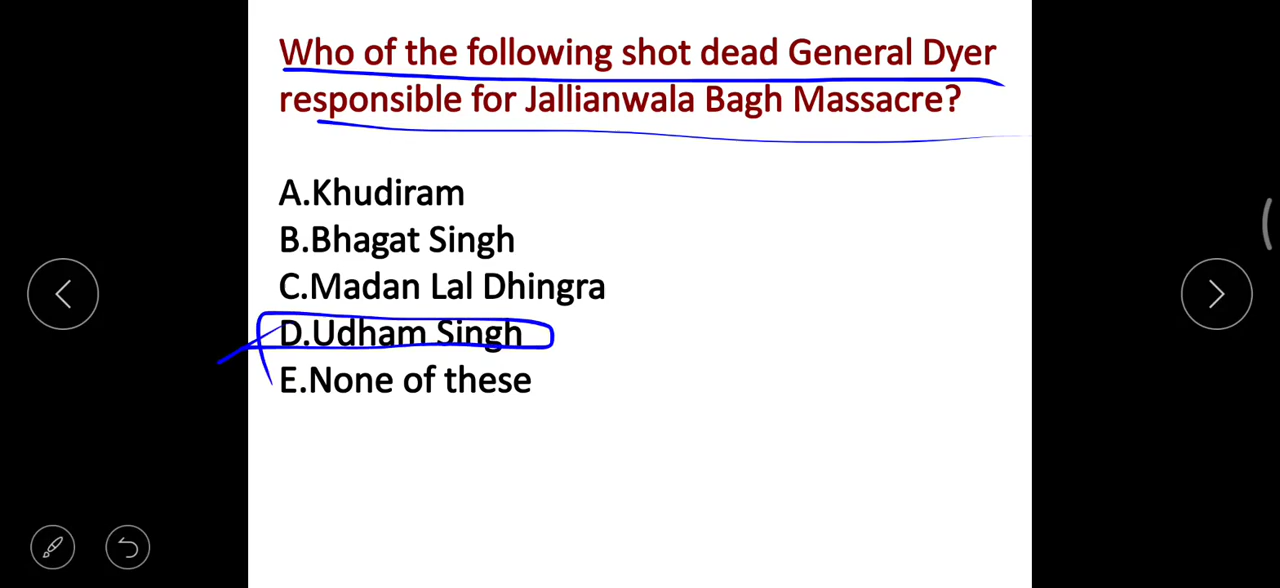 Who of the following shot dead General Dyer
responsible for Jallianwala Bagh Massacre?
A.Khudiram
B.Bhagat Singh
C.Madan Lal Dhingra
D.Udham Singh
E.None of these